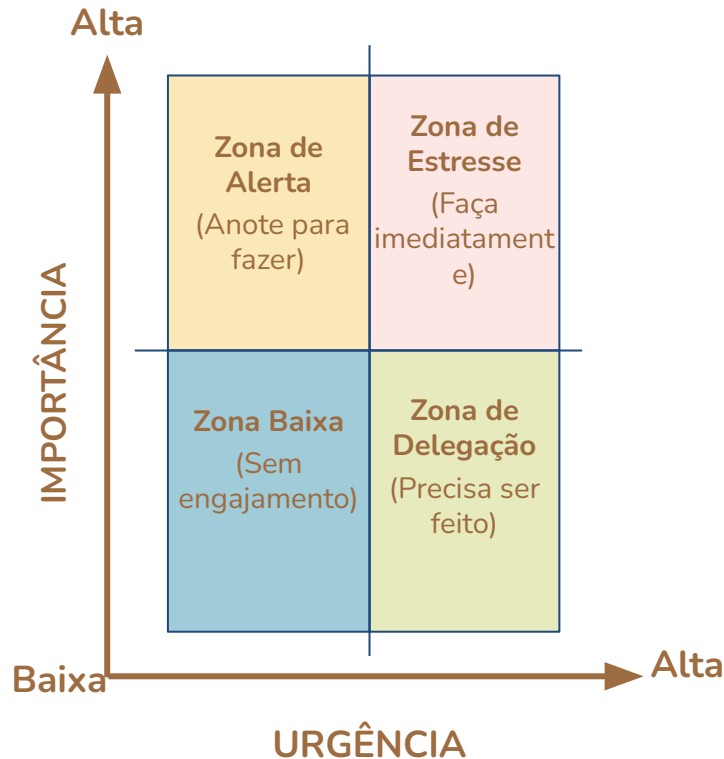 Alta
Zona de
Alerta
(Anote para
fazer)
Zona de
Estresse
(Faça
imediatament
e)
IMPORTÂNCIA
Zona Baixa
(Sem
engajamento)
Zona de
Delegação
(Precisa ser
feito)
Baixa
Alta
URGÊNCIA